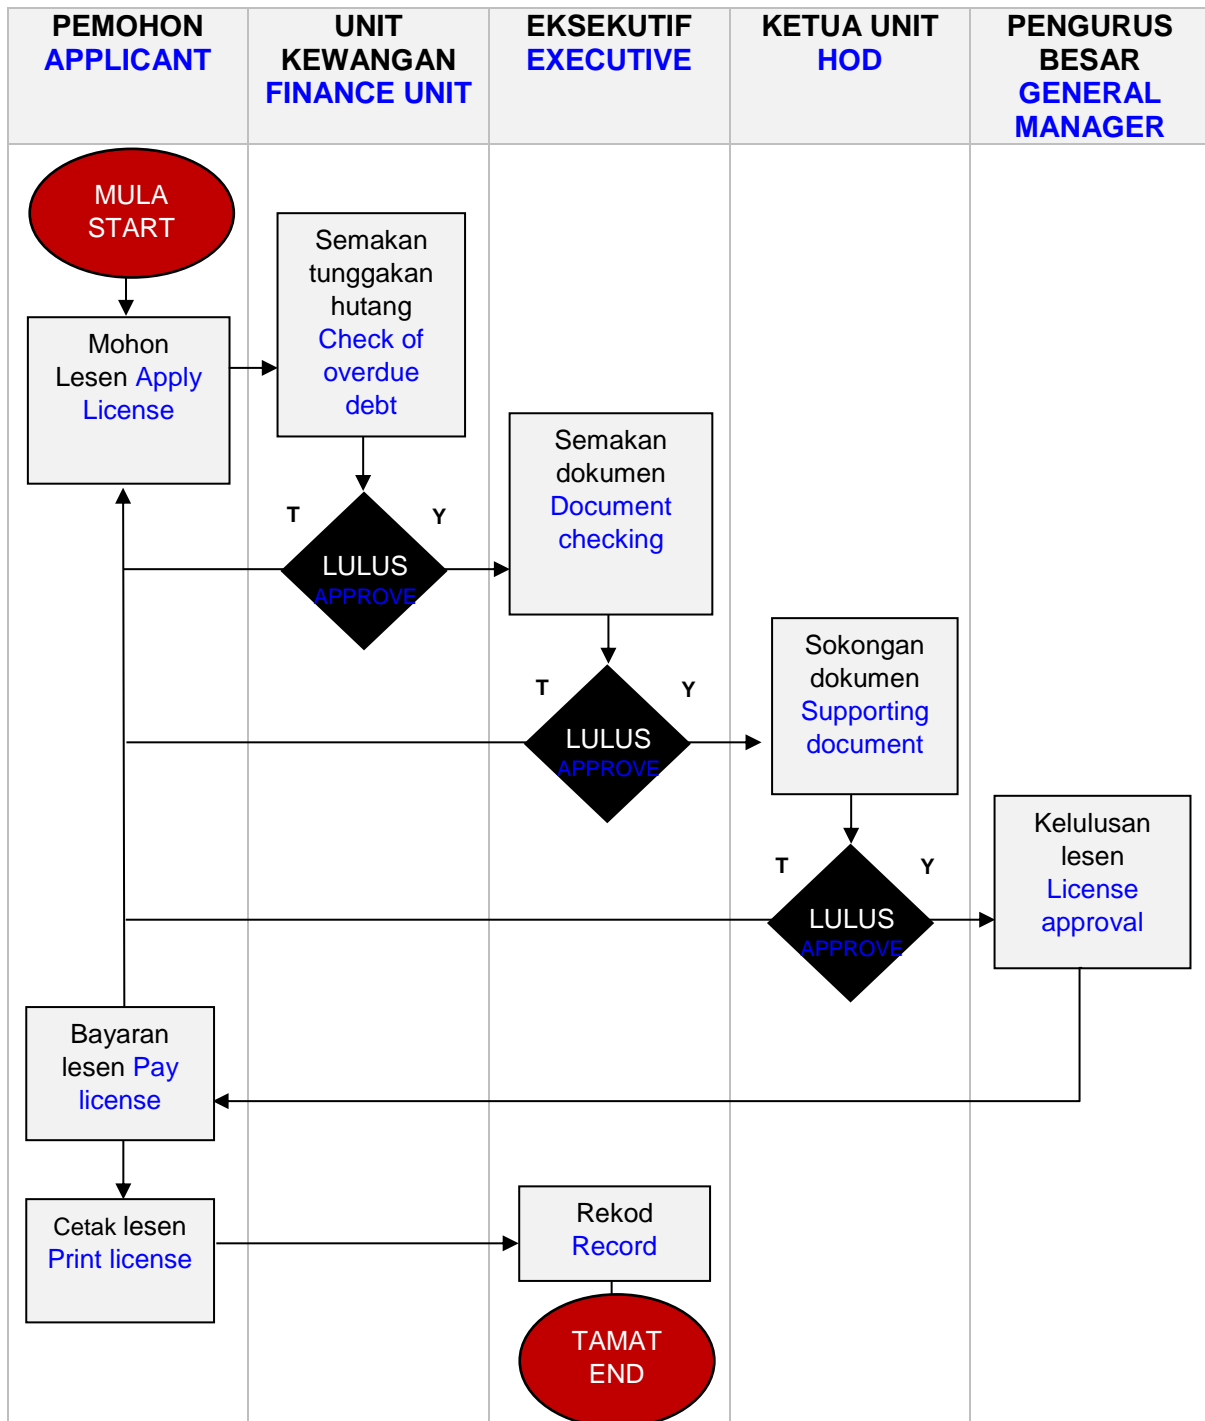 PEMOHON
APPLICANT
UNIT
KEWANGAN
FINANCE UNIT
EKSEKUTIF
EXECUTIVE
KETUA UNIT
HOD
PENGURUS
BESAR
GENERAL
MANAGER
MULA
START
Mohon
Lesen Apply
License
Semakan
tunggakan
hutang
Check of
overdue
debt
T
Y
LULUS
APPROVE
Semakan
dokumen
Document
checking
T
Y
LULUS
APPROVE
Sokongan
dokumen
Supporting
document
T
Y
LULUS
APPROVE
Kelulusan
lesen
License
approval
Bayaran
lesen Pay
license
Cetak lesen
Print license
Rekod
Record
TAMAT
END